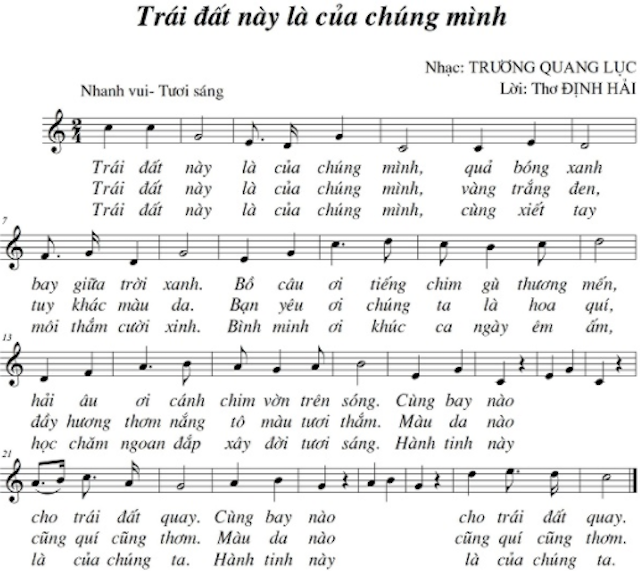 Trái đất này là của chúng mình
Nhạc: TRƯƠNG QUANG LỤC
Nhanh vui- Tươi sáng
Lời: Thơ ĐỊNH HẢI
2
4
Trái đất này là của chúng mình, quả bóng xanh
Trái đất này là của chúng mình, vàng trắng đen,
Trái đất này là của chúng mình, cùng xiết tay
7
bay giữa trời xanh. Bồ câu ơi tiếng chim gù thương mến,
tuy khác màu da. Bạn yêu ơi chúng ta là hoa quí,
môi thắm cười xinh. Bình minh ơi khúc ca ngày êm ấm,
13
hải âu ơi cánh chim vờn trên sóng. Cùng bay nào
đầy hương thơm nắng tô màu tươi thắm. Màu da nào
học chăm ngoan đắp xây đời tươi sáng. Hành tinh này
21
cho trái đất quay. Cùng bay nào cho trái đất quay.
cũng quí cũng thơm. Màu da nào cũng quí cũng thơm.
là của chúng ta. Hành tinh này là của chúng ta.